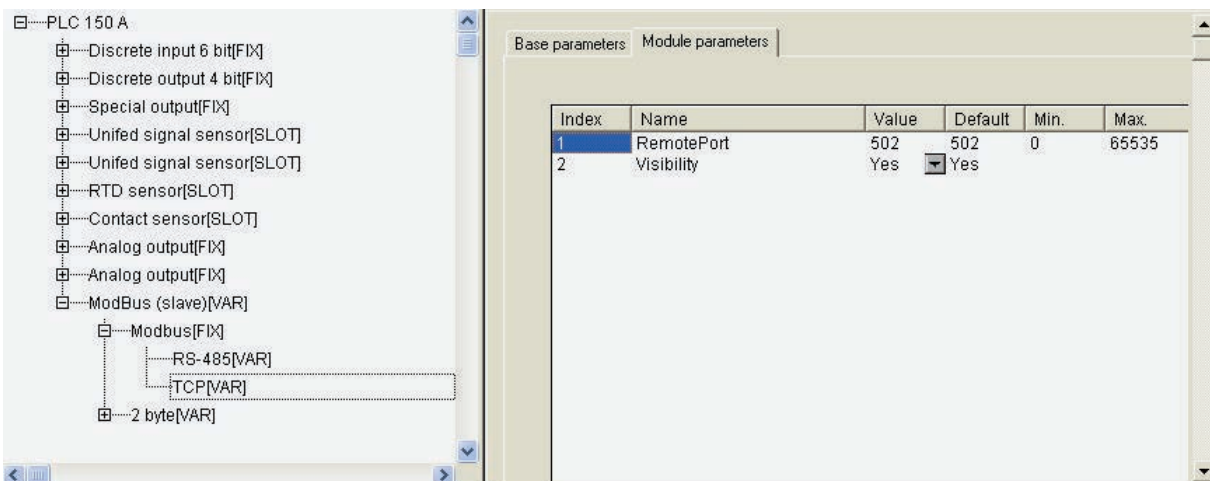 PLC 150 A
Discrete input 6 bit[FIX]
Discrete output 4 bit[FIX]
Special output[FIX]
Unifed signal sensor[SLOT]
Unifed signal sensor[SLOT]
RTD sensor[SLOT]
Contact sensor[SLOT]
Analog output[FIX]
Analog output[FIX]
ModBus (slave)[VAR]
Modbus[FIX]
RS-485[VAR]
TCP[VAR]
2 byte[VAR]
Base parameters Module parameters
Index Name Value Default Min. Max.
1 RemotePort 502 502 0 65535
2 Visibility Yes Yes